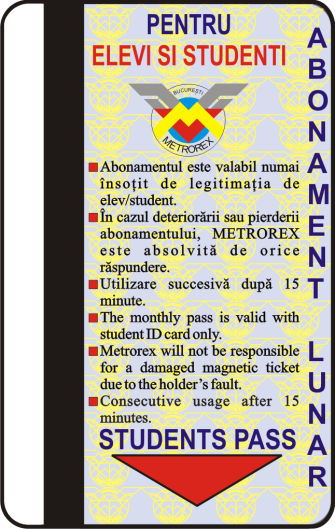 PENTRU
ELEVI SI STUDENTI
BUCUREȘTI
METROREX
Abonamentul este valabil numai
însoțit de legitimația de
elev/student.
În cazul deteriorării sau pierderii
abonamentului, METROREX
este absolvită de orice
răspundere.
Utilizare succesivă după 15
minute.
The monthly pass is valid with
student ID card only.
Metrorex will not be responsible
for a damaged magnetic ticket
due to the holder's fault.
Consecutive usage after 15
minutes.
STUDENTS PASS
ABONAMENT LUNAR